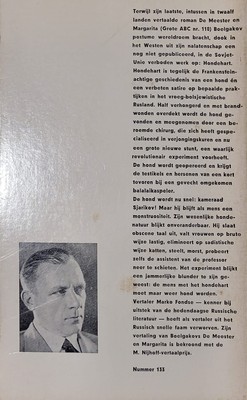 Terwijl zijn laatste, intussen in twaalf
landen vertaalde roman De Meester en
Margarita (Grote ABC nr. 118) Boelgakov
postume wereldroem bracht, dook in
het Westen uit zijn nalatenschap een
nog niet gepubliceerd, in de Sovjet-
Unie verboden werk op: Hondehart.
Hondehart is tegelijk de Frankenstein-
achtige geschiedenis van een hond én
een verbeten satire op bepaalde prak-
tijken in het vroeg-bolsjewistische
Rusland. Half verhongerd en met brand-
wonden overdekt wordt de hond ge-
vonden en meegenomen door een be-
roemde chirurg, die zich heeft gespe-
cialiseerd in verjongingskuren en nu
een grote nieuwe stunt, een waarlijk
revolutionair experiment voorheeft.
De hond wordt geopereerd en krijgt
de testikels en hersenen van een kort
tevoren bij een gevecht omgekomen
balalaikaspeler.
De hond wordt nu snel: kameraad
Sjarikov! Maar hij blijft als mens een
monstruositeit. Zijn wezenlijke honde-
natuur blijkt onveranderbaar. Hij slaat
obscene taal uit, valt vrouwen op bruto
wijze lastig, elimineert op sadistische
wijze katten, steelt, morst, probeert
zelfs de assistent van de professor
neer te schieten. Het experiment blijkt
een jammerlijke blunder te zijn ge-
weest: de mens met het hondehart
moet maar weer hond worden.
Vertaler Marko Fondse — kenner bij
uitstek van de hedendaagse Russische
literatuur — heeft als vertaler uit het
Russisch snelle faam verworven. Zijn
vertaling van Boelgakovs De Meester
en Margarita is bekroond met de
M. Nijhoff-vertaalprijs.
Nummer 135